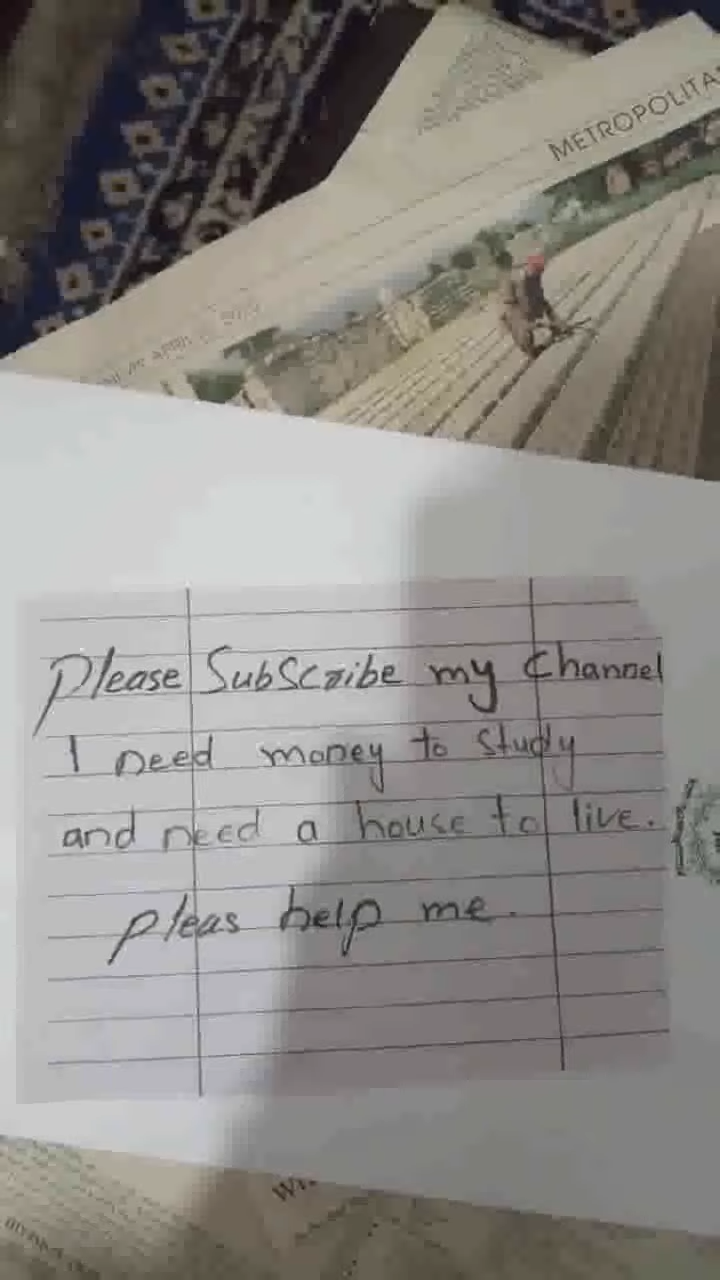 METROPOLITA
Please Subscribe my Channel
I need money to study
and need a house to live.
pleas help me.